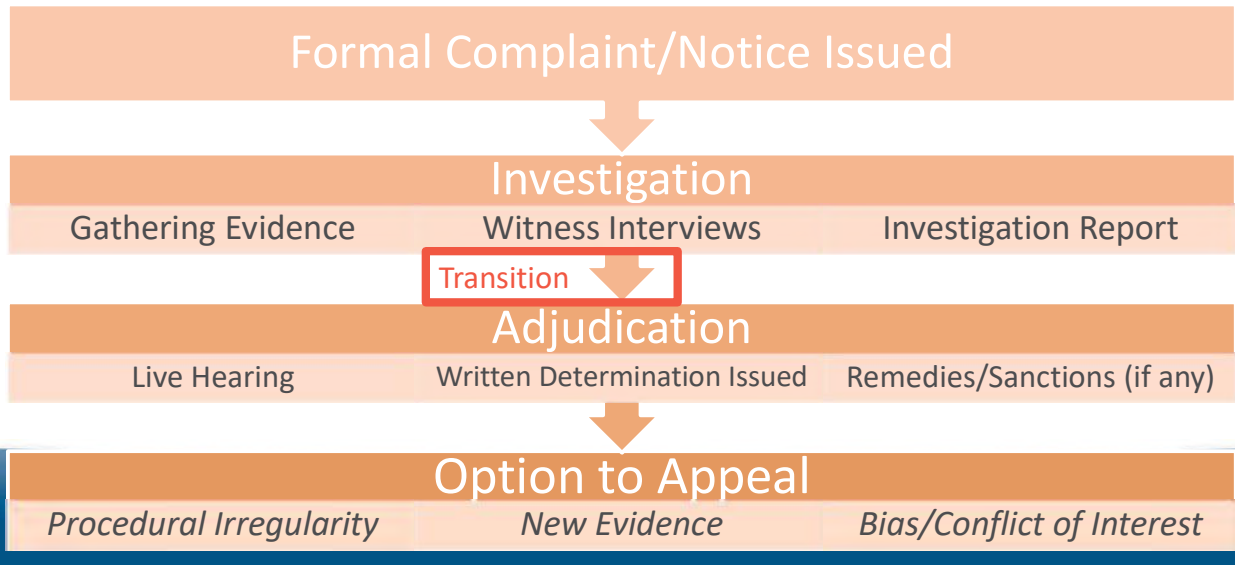 Formal Complaint/Notice Issued
Investigation
Gathering Evidence Witness Interviews Investigation Report
Transition
Adjudication
Live Hearing Written Determination Issued Remedies/Sanctions (if any)
Option to Appeal
Procedural Irregularity New Evidence Bias/Conflict of Interest